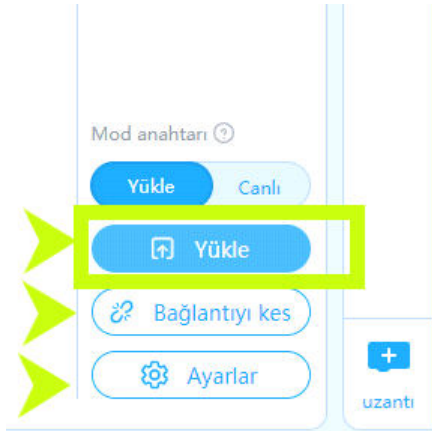 Mod anahtarı ?
Yükle Canlı
Yükle
Bağlantıyı kes
Ayarlar
uzantı